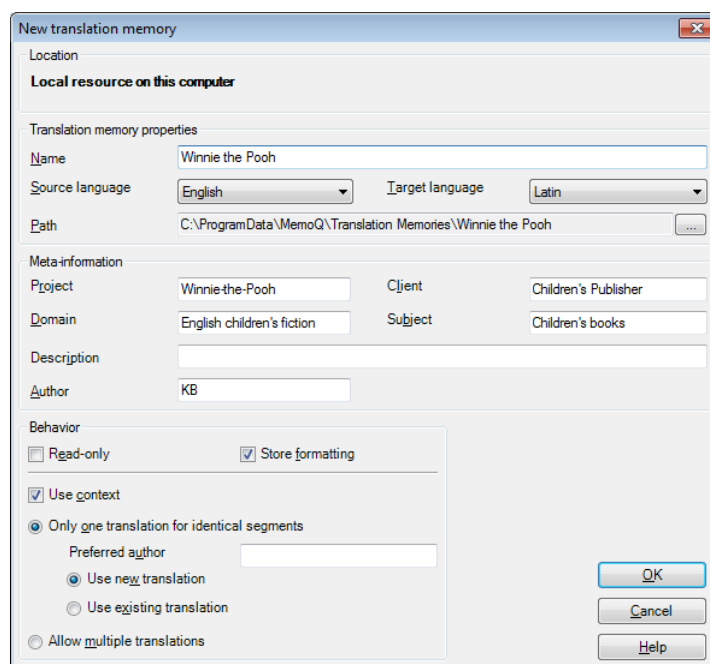 New translation memory
Location
Local resource on this computer
Translation memory properties
Name Winnie the Pooh
Source language English Target language Latin
Path C:\ProgramData\MemoQ\Translation Memories\Winnie the Pooh ...
Meta-information
Project Winnie-the-Pooh Client Children's Publisher
Domain English children's fiction Subject Children's books
Description
Author KB
Behavior
Read-only Store formatting
Use context
Only one translation for identical segments
Preferred author
Use new translation
Use existing translation
Allow multiple translations
OK
Cancel
Help